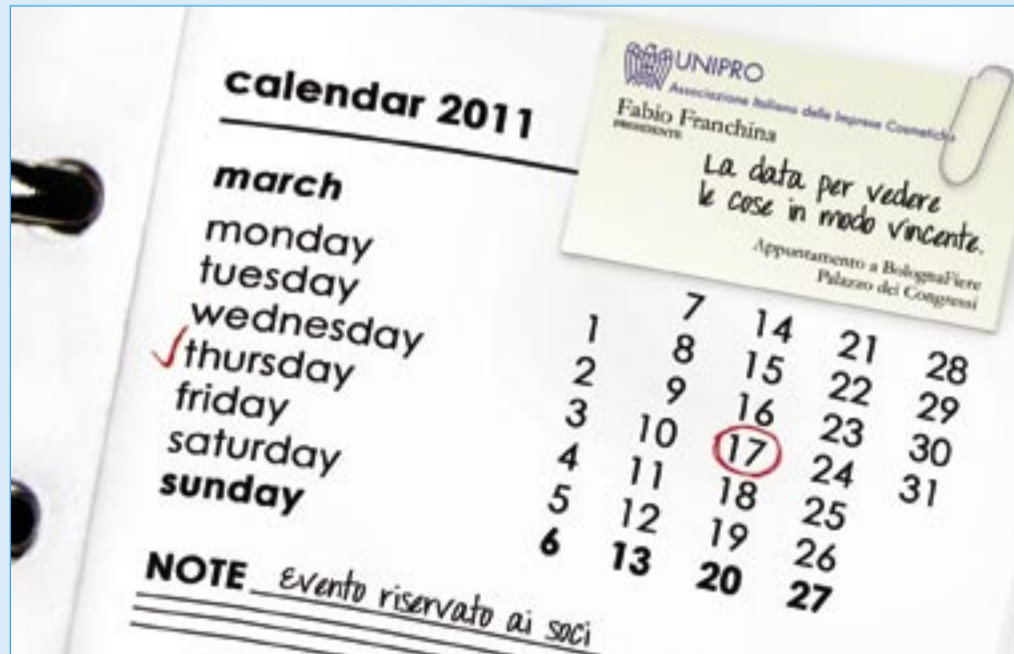 calendar 2011
UNIPRO
Associazione Italiana delle Imprese Cosmetiche
Fabio Franchina
PRESIDENTE
La data per vedere
le cose in modo vincente.
Appuntamento a BolognaFiere
Palazzo dei Congressi
march
monday 7 14 21 28
tuesday 1 8 15 22 29
wednesday 2 9 16 23 30
thursday 3 10 17 24 31
friday 4 11 18 25
saturday 5 12 19 26
sunday 6 13 20 27
NOTE Evento riservato ai soci